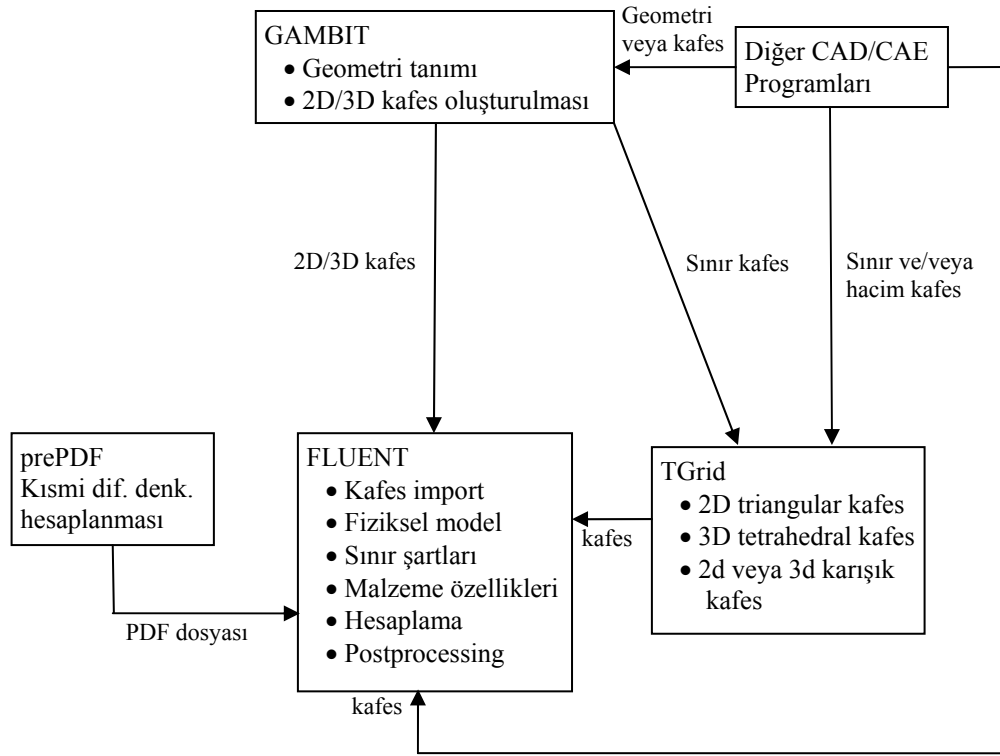 GAMBIT
• Geometri tanımı
• 2D/3D kafes oluşturulması
Geometri
veya kafes
Diğer CAD/CAE
Programları
2D/3D kafes
Sınır kafes
Sınır ve/veya
hacim kafes
prePDF
Kısmi dif. denk.
hesaplanması
PDF dosyası
FLUENT
• Kafes import
• Fiziksel model
• Sınır şartları
• Malzeme özellikleri
• Hesaplama
• Postprocessing
kafes
TGrid
• 2D triangular kafes
• 3D tetrahedral kafes
• 2d veya 3d karışık
kafes
kafes